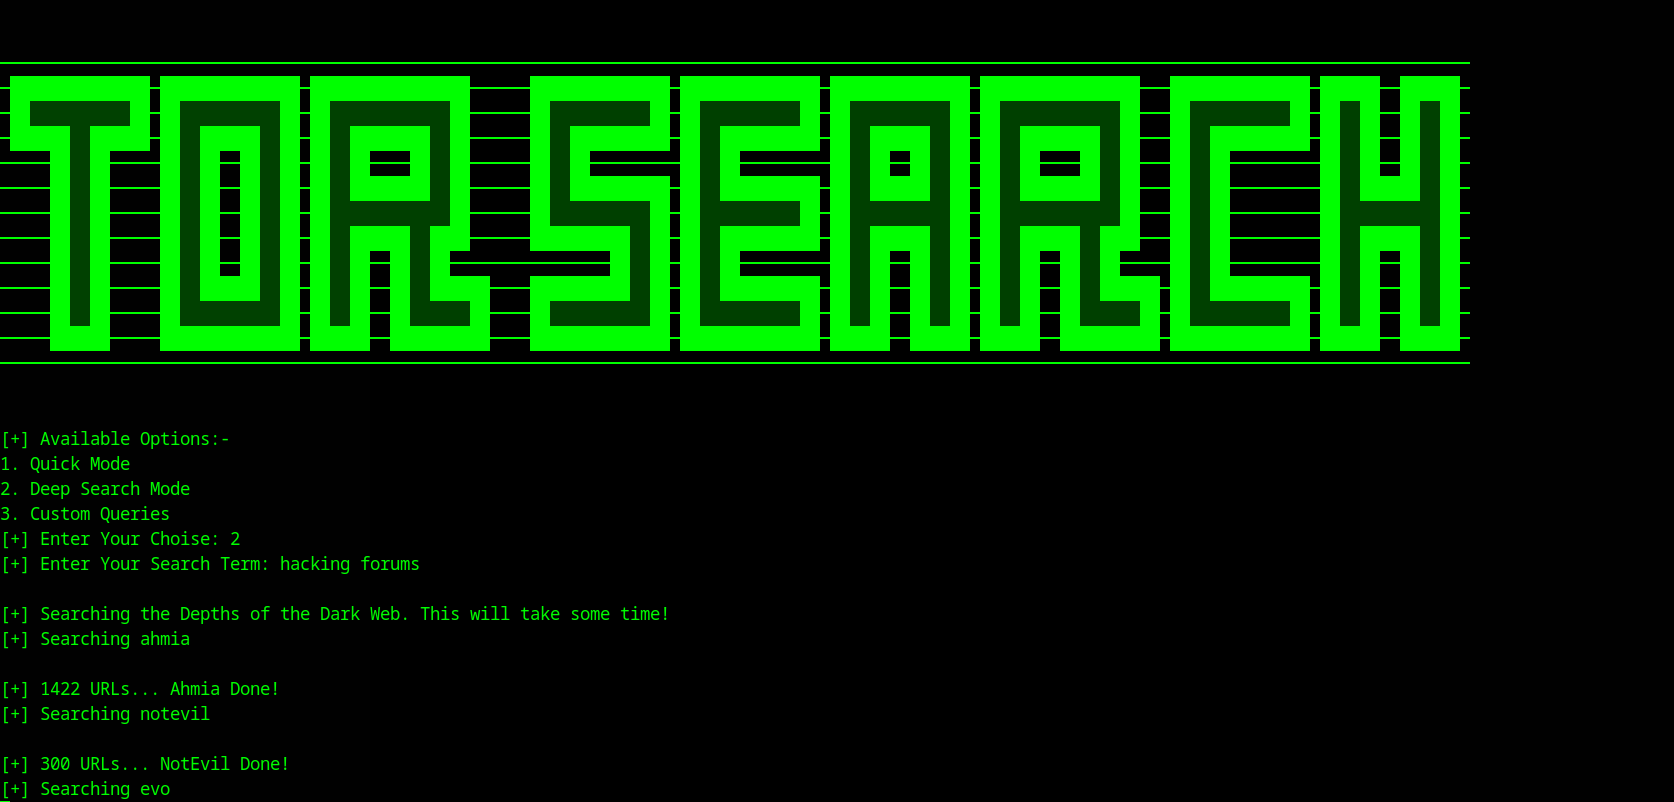 TOR SEARCH
[+] Available Options:-
1. Quick Mode
2. Deep Search Mode
3. Custom Queries
[+] Enter Your Choise: 2
[+] Enter Your Search Term: hacking forums
[+] Searching the Depths of the Dark Web. This will take some time!
[+] Searching ahmia
[+] 1422 URLs... Ahmia Done!
[+] Searching notevil
[+] 300 URLs... NotEvil Done!
[+] Searching evo